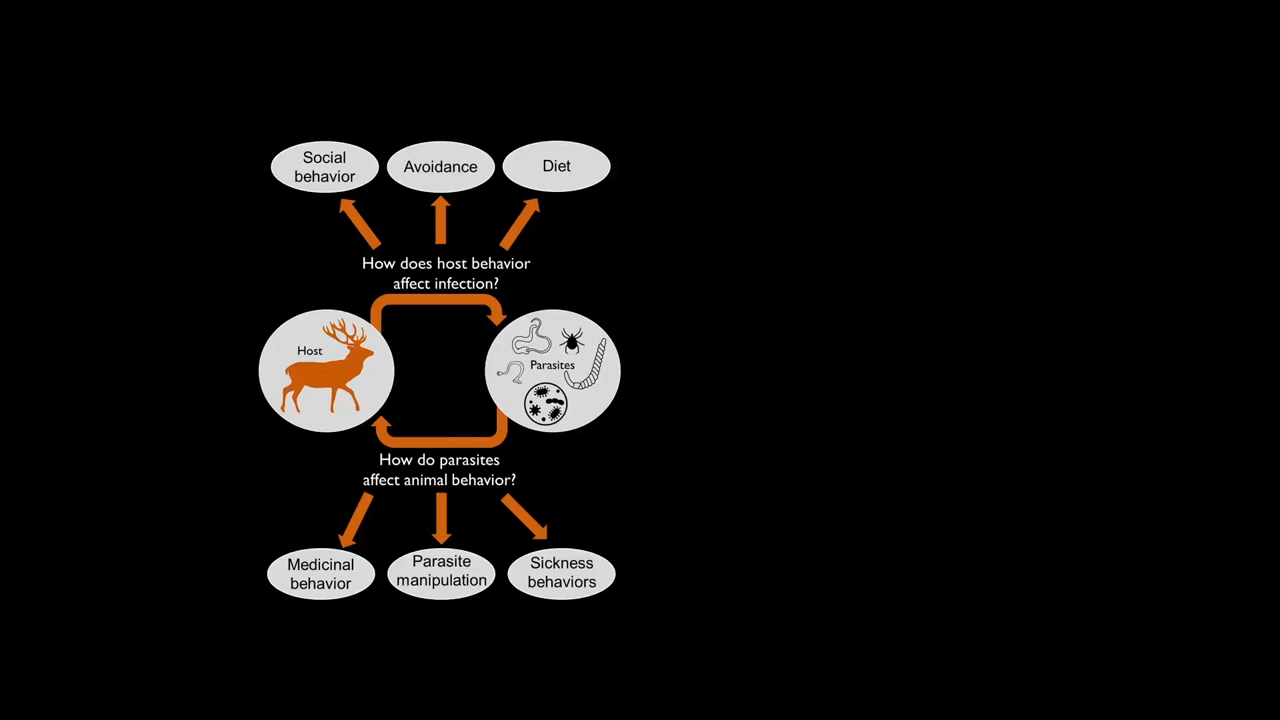 Social
behavior
Avoidance
Diet
How does host behavior
affect infection?
Host
Parasites
How do parasites
affect animal behavior?
Medicinal
behavior
Parasite
manipulation
Sickness
behaviors